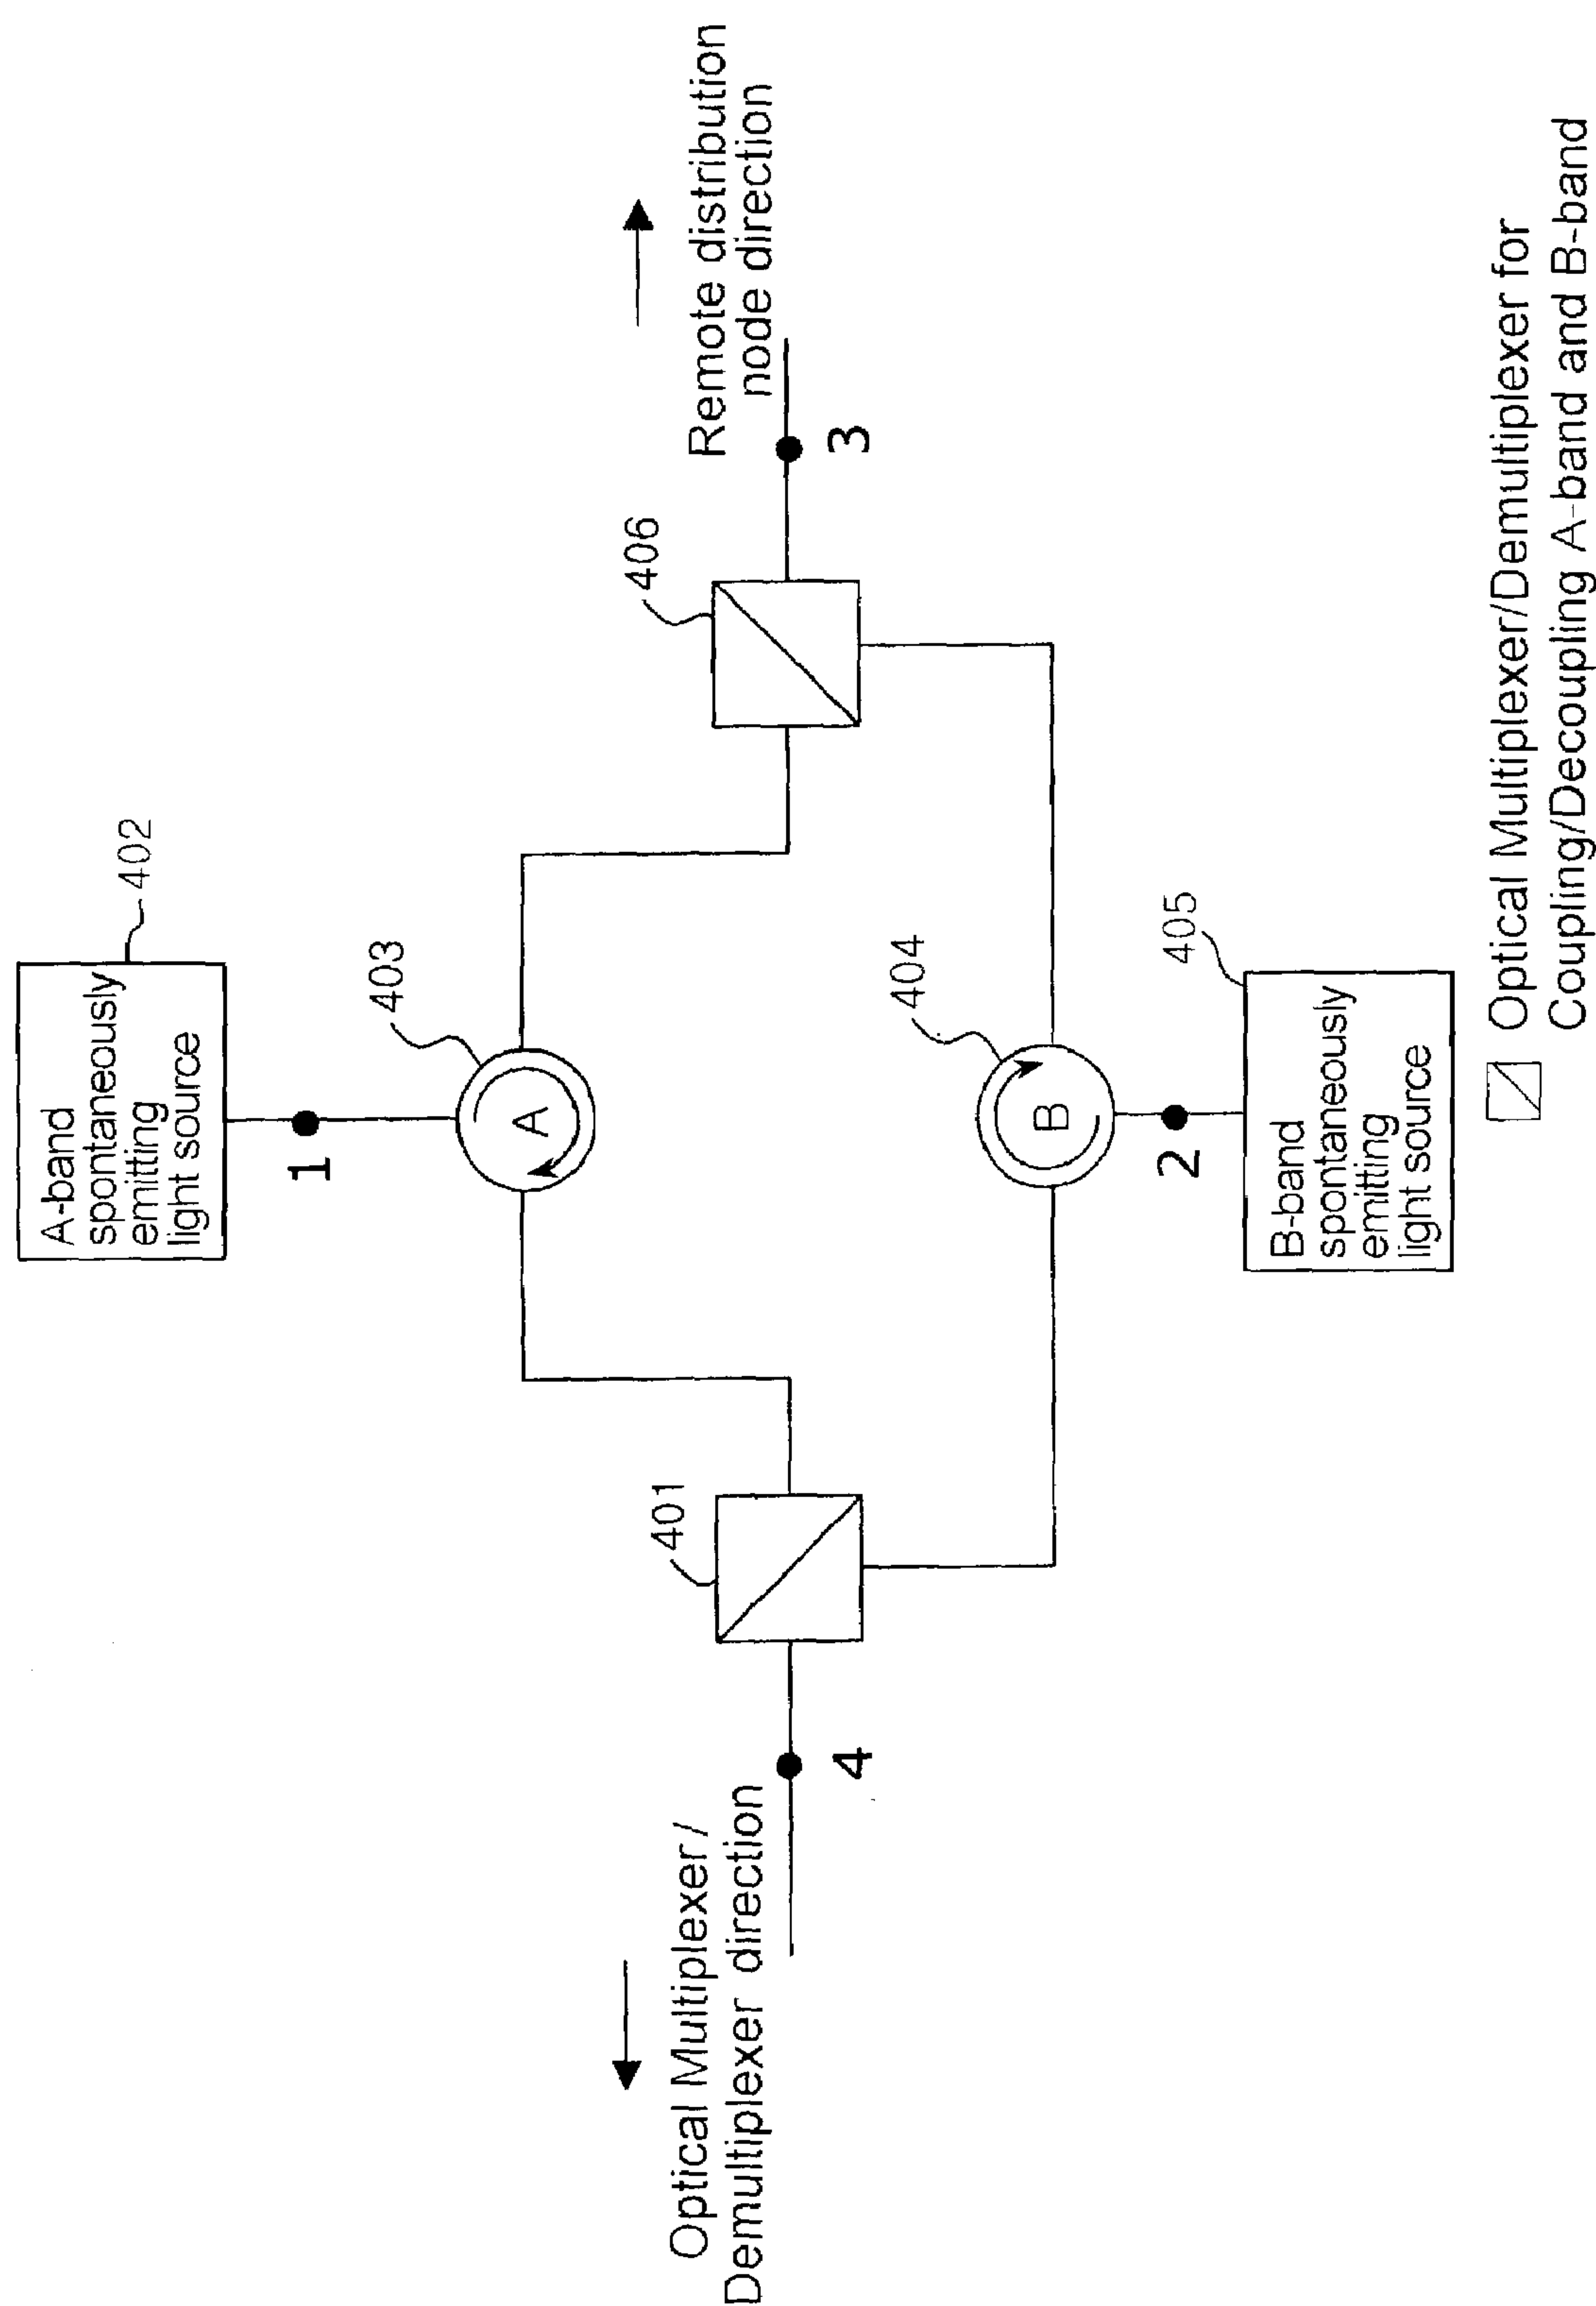 A-band
spontaneously
emitting
light source
402
1
403
A
Remote distribution
node direction
406
3
401
4
Optical Multiplexer/
Demultiplexer direction
404
B
2
405
B-band
spontaneously
emitting
light source
Optical Multiplexer/Demultiplexer for
Coupling/Decoupling A-band and B-band